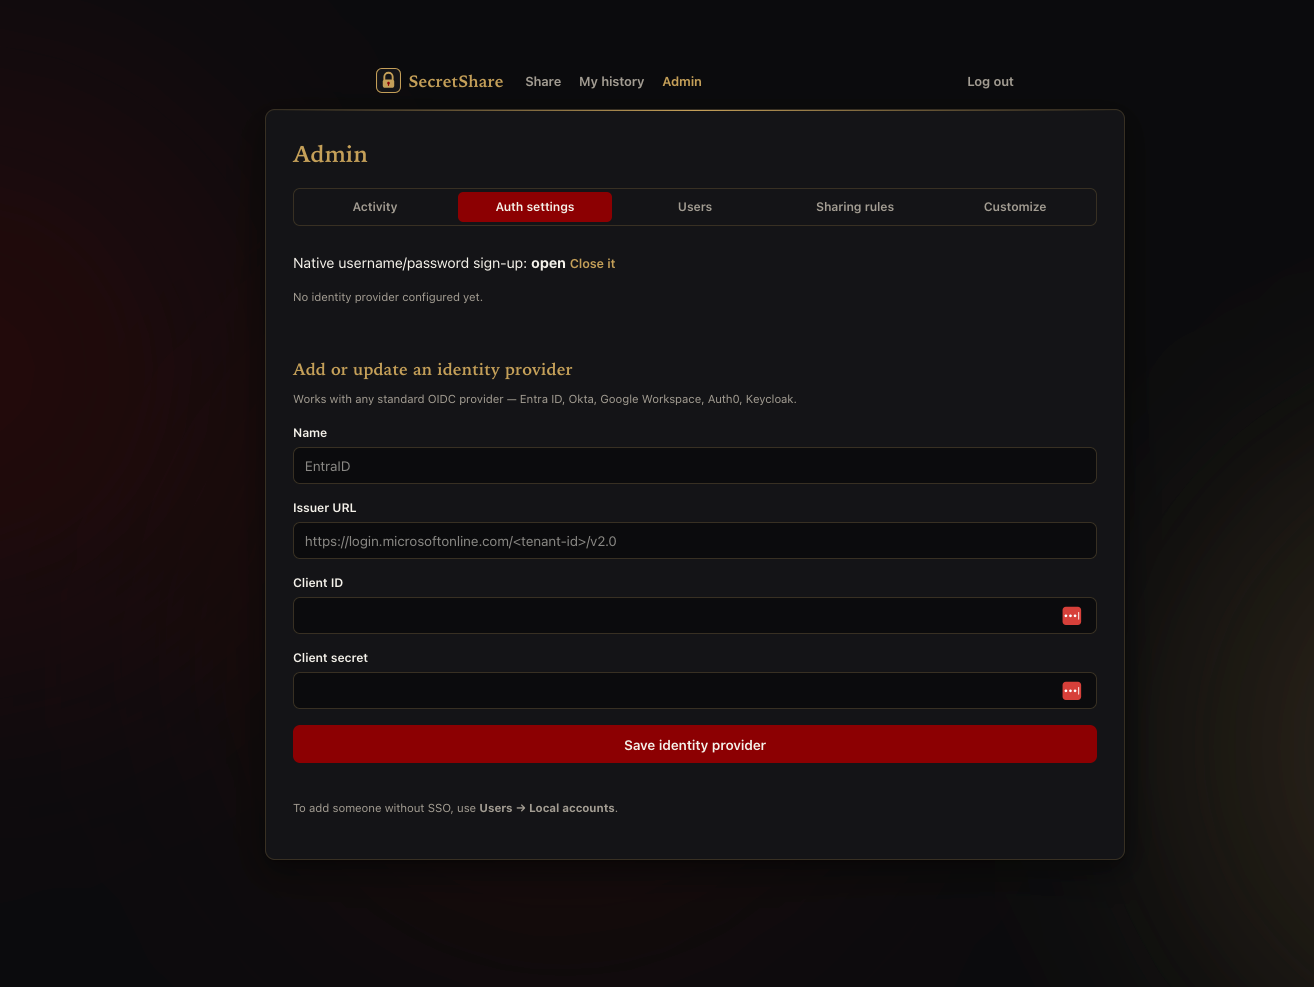 SecretShare Share My history Admin Log out
Admin
Activity Auth settings Users Sharing rules Customize
Native username/password sign-up: open Close it
No identity provider configured yet.
Add or update an identity provider
Works with any standard OIDC provider — Entra ID, Okta, Google Workspace, Auth0, Keycloak.
Name
EntraID
Issuer URL
https://login.microsoftonline.com/<tenant-id>/v2.0
Client ID
Client secret
Save identity provider
To add someone without SSO, use Users → Local accounts.